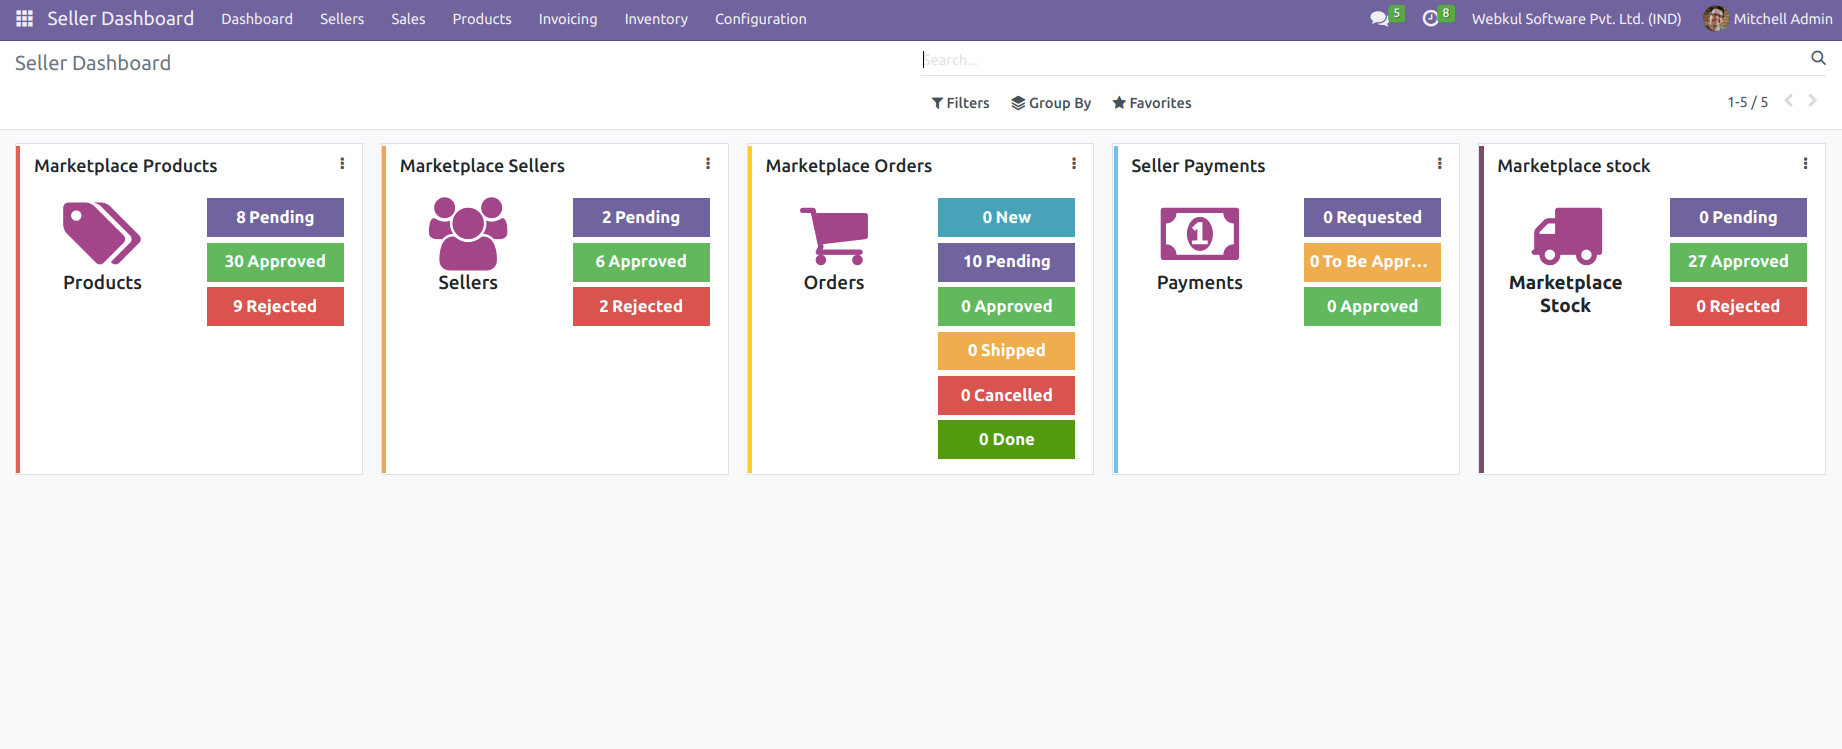 Seller Dashboard Dashboard Sellers Sales Products Invoicing Inventory Configuration 5 8 Webkul Software Pvt. Ltd. (IND) Mitchell Admin
Seller Dashboard
Search...
Filters Group By Favorites 1-5 / 5
Marketplace Products
Products
8 Pending
30 Approved
9 Rejected
Marketplace Sellers
Sellers
2 Pending
6 Approved
2 Rejected
Marketplace Orders
Orders
0 New
10 Pending
0 Approved
0 Shipped
0 Cancelled
0 Done
Seller Payments
1
Payments
0 Requested
0 To Be Appr...
0 Approved
Marketplace stock
Marketplace
Stock
0 Pending
27 Approved
0 Rejected